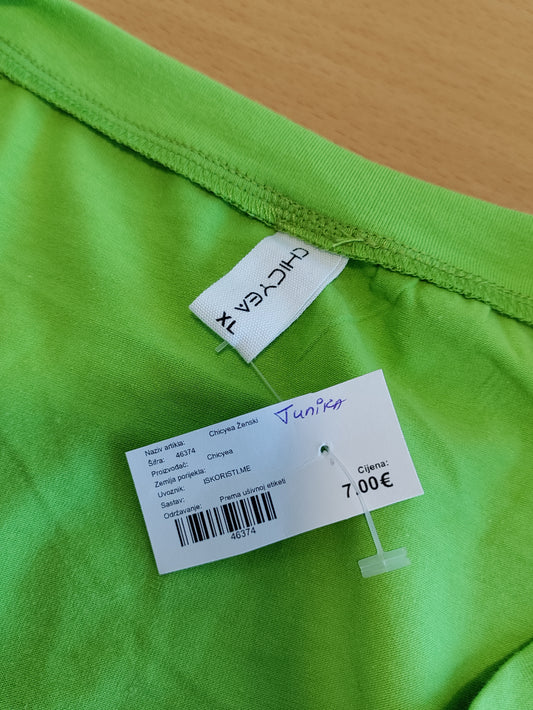 CHICYEA
XL
Tunika
Naziv artikla: Chicyea Ženski
Šifra: 46374
Proizvođač: Chicyea
Zemlja porijekla:
Uvoznik: ISKORISTI.ME
Sastav:
Održavanje: Prema ušivnoj etiketi
46374
Cijena:
7.00€